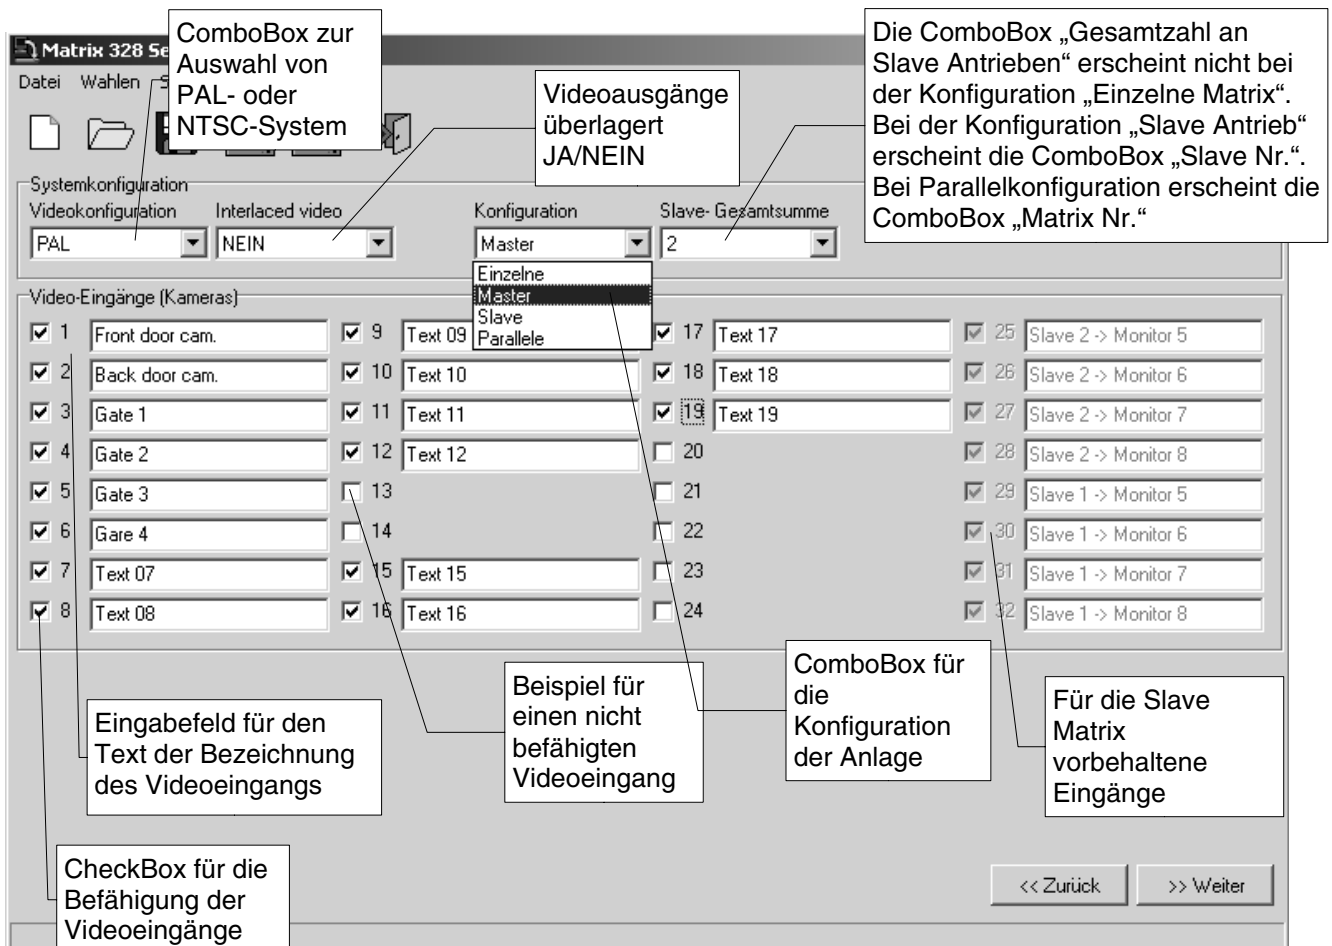 Matrix 328 Se
Datei Wahlen S
ComboBox zur
Auswahl von
PAL- oder
NTSC-System
Videoausgänge
überlagert
JA/NEIN
Die ComboBox „Gesamtzahl an
Slave Antrieben“ erscheint nicht bei
der Konfiguration „Einzelne Matrix“.
Bei der Konfiguration „Slave Antrieb“
erscheint die ComboBox „Slave Nr.“.
Bei Parallelkonfiguration erscheint die
ComboBox „Matrix Nr.“
Systemkonfiguration
Videokonfiguration Interlaced video Konfiguration Slave- Gesamtsumme
PAL NEIN Master 2
Einzelne
Master
Slave
Parallele
Video-Eingänge (Kameras)
1 Front door cam. 9 Text 09 17 Text 17 25 Slave 2 -> Monitor 5
2 Back door cam. 10 Text 10 18 Text 18 26 Slave 2 -> Monitor 6
3 Gate 1 11 Text 11 19 Text 19 27 Slave 2 -> Monitor 7
4 Gate 2 12 Text 12 20 28 Slave 2 -> Monitor 8
5 Gate 3 13 21 29 Slave 1 -> Monitor 5
6 Gare 4 14 22 30 Slave 1 -> Monitor 6
7 Text 07 15 Text 15 23 31 Slave 1 -> Monitor 7
8 Text 08 16 Text 16 24 32 Slave 1 -> Monitor 8
Eingabefeld für den
Text der Bezeichnung
des Videoeingangs
Beispiel für
einen nicht
befähigten
Videoeingang
ComboBox für
die
Konfiguration
der Anlage
Für die Slave
Matrix
vorbehaltene
Eingänge
CheckBox für die
Befähigung der
Videoeingänge
<< Zurück >> Weiter